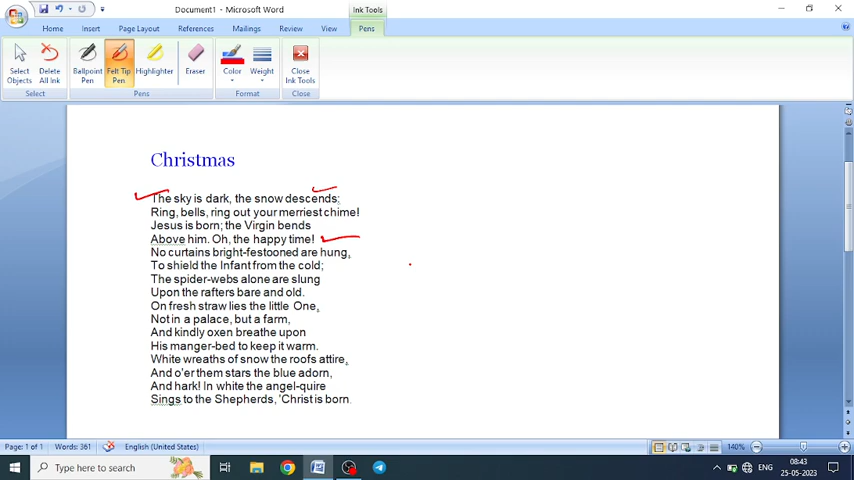 Document1 - Microsoft Word
Ink Tools
Home Insert Page Layout References Mailings Review View Pens
Select Objects
Delete All Ink
Ballpoint Pen
Felt Tip Pen
Highlighter
Eraser
Color
Weight
Close Ink Tools
Select
Pens
Format
Close
Christmas
The sky is dark, the snow descends:
Ring, bells, ring out your merriest chime!
Jesus is born; the Virgin bends
Above him. Oh, the happy time!
No curtains bright-festooned are hung,
To shield the Infant from the cold;
The spider-webs alone are slung
Upon the rafters bare and old.
On fresh straw lies the little One,
Not in a palace, but a farm,
And kindly oxen breathe upon
His manger-bed to keep it warm.
White wreaths of snow the roofs attire,
And o'er them stars the blue adorn,
And hark! In white the angel-quire
Sings to the Shepherds, 'Christ is born
Page: 1 of 1 Words: 361 English (United States) 140%
Type here to search
ENG
08:43
25-05-2023